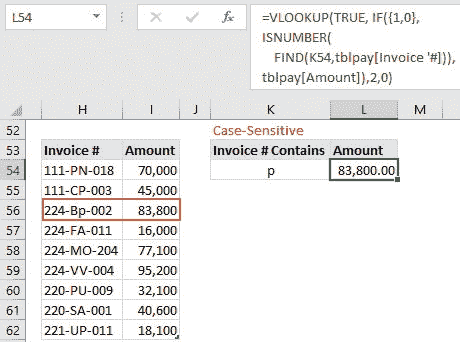 L54
fx
=VLOOKUP(TRUE, IF({1,0},
ISNUMBER(
FIND(K54,tblpay[Invoice '#])),
tblpay[Amount]),2,0)
H I J K L M
52 Case-Sensitive
53 Invoice # Amount Invoice # Contains Amount
54 111-PN-018 70,000 p 83,800.00
55 111-CP-003 45,000
56 224-Bp-002 83,800
57 224-FA-011 16,000
58 224-MO-204 77,100
59 224-VV-004 95,200
60 220-PU-009 32,100
61 220-SA-001 40,600
62 221-UP-011 18,100